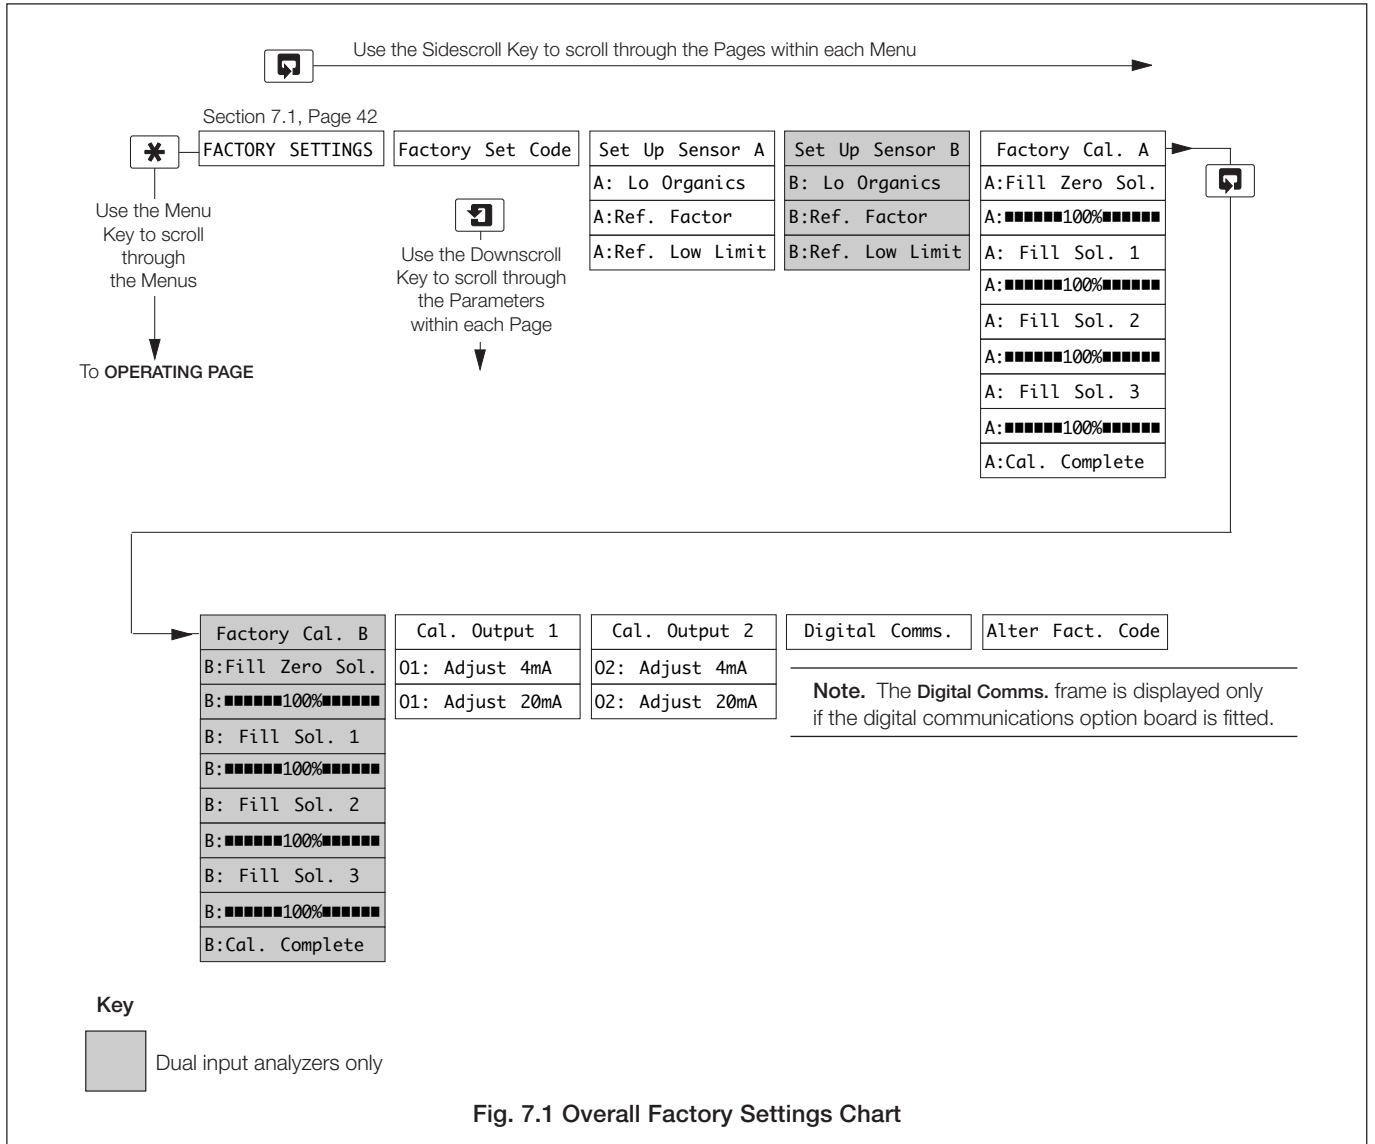 Use the Sidescroll Key to scroll through the Pages within each Menu
Section 7.1, Page 42
FACTORY SETTINGS
Use the Menu
Key to scroll
through
the Menus
To OPERATING PAGE
Factory Set Code
Use the Downscroll
Key to scroll through
the Parameters
within each Page
Set Up Sensor A
A: Lo Organics
A:Ref. Factor
A:Ref. Low Limit
Set Up Sensor B
B: Lo Organics
B:Ref. Factor
B:Ref. Low Limit
Factory Cal. A
A:Fill Zero Sol.
A:■■■■■■100%■■■■■■
A: Fill Sol. 1
A:■■■■■■100%■■■■■■
A: Fill Sol. 2
A:■■■■■■100%■■■■■■
A: Fill Sol. 3
A:■■■■■■100%■■■■■■
A:Cal. Complete
Factory Cal. B
B:Fill Zero Sol.
B:■■■■■■100%■■■■■■
B: Fill Sol. 1
B:■■■■■■100%■■■■■■
B: Fill Sol. 2
B:■■■■■■100%■■■■■■
B: Fill Sol. 3
B:■■■■■■100%■■■■■■
B:Cal. Complete
Cal. Output 1
O1: Adjust 4mA
O1: Adjust 20mA
Cal. Output 2
O2: Adjust 4mA
O2: Adjust 20mA
Digital Comms.
Alter Fact. Code
Note. The Digital Comms. frame is displayed only
if the digital communications option board is fitted.
Key
Dual input analyzers only
Fig. 7.1 Overall Factory Settings Chart